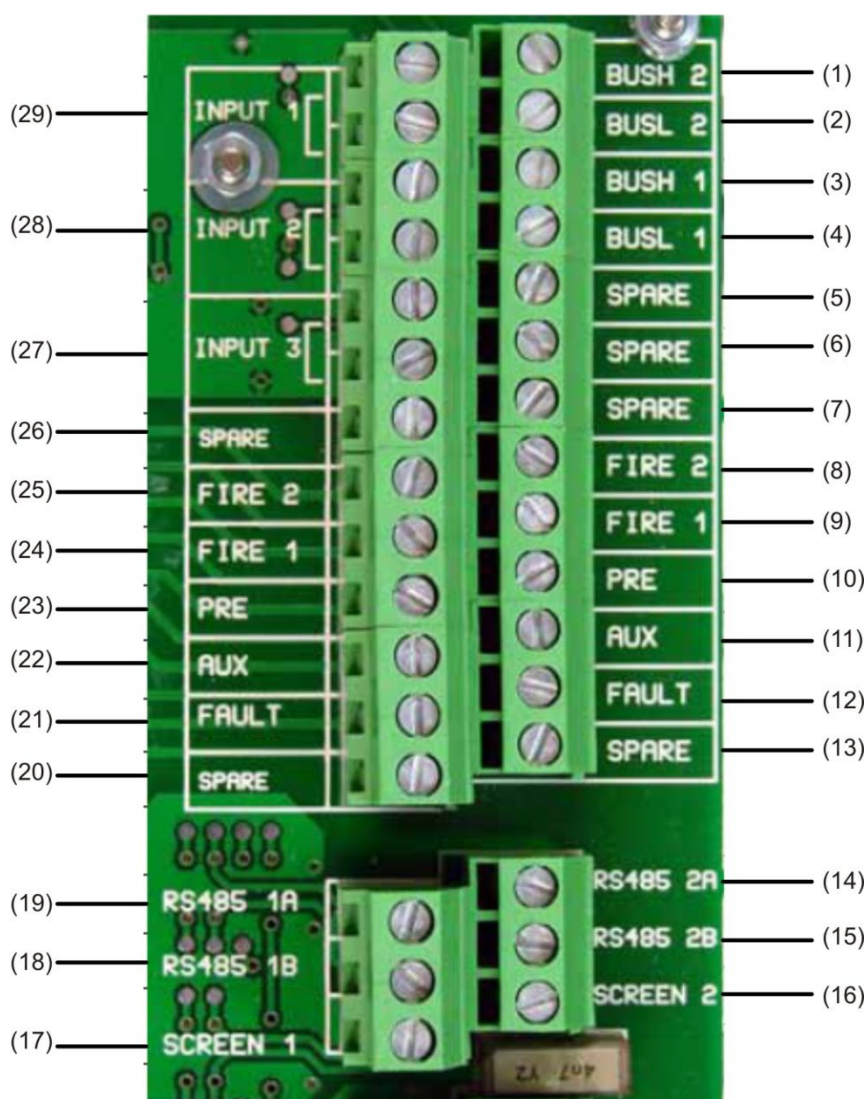 (1) BUSH 2
(2) BUSL 2
(3) BUSH 1
(4) BUSL 1
(5) SPARE
(6) SPARE
(7) SPARE
(8) FIRE 2
(9) FIRE 1
(10) PRE
(11) AUX
(12) FAULT
(13) SPARE
(14) RS485 2A
(15) RS485 2B
(16) SCREEN 2
(17) SCREEN 1
(18) RS485 1B
(19) RS485 1A
(20) SPARE
(21) FAULT
(22) AUX
(23) PRE
(24) FIRE 1
(25) FIRE 2
(26) SPARE
(27) INPUT 3
(28) INPUT 2
(29) INPUT 1
4n7 Y2